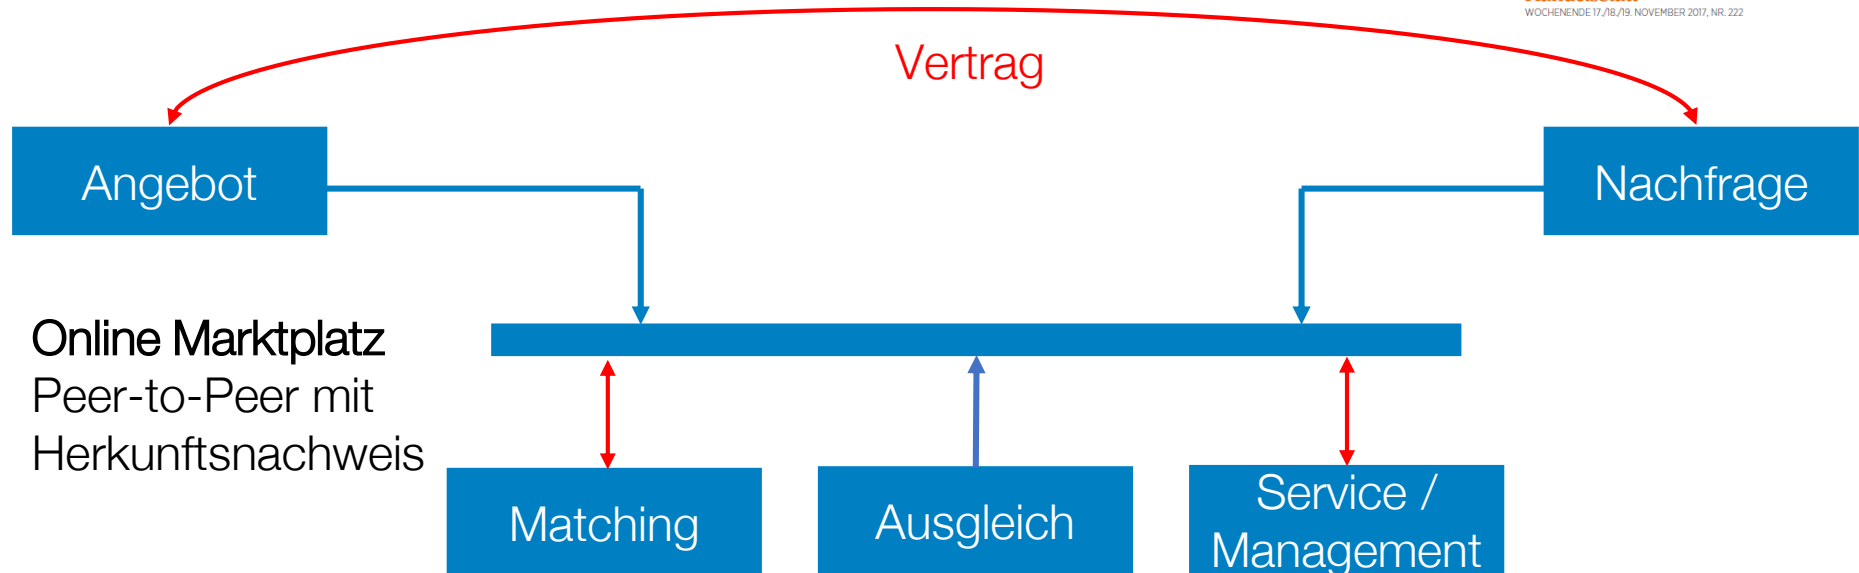 WOCHENENDE 17./18./19. NOVEMBER 2017, NR. 222
Vertrag
Angebot
Nachfrage
Online Marktplatz
Peer-to-Peer mit
Herkunftsnachweis
Matching
Ausgleich
Service /
Management